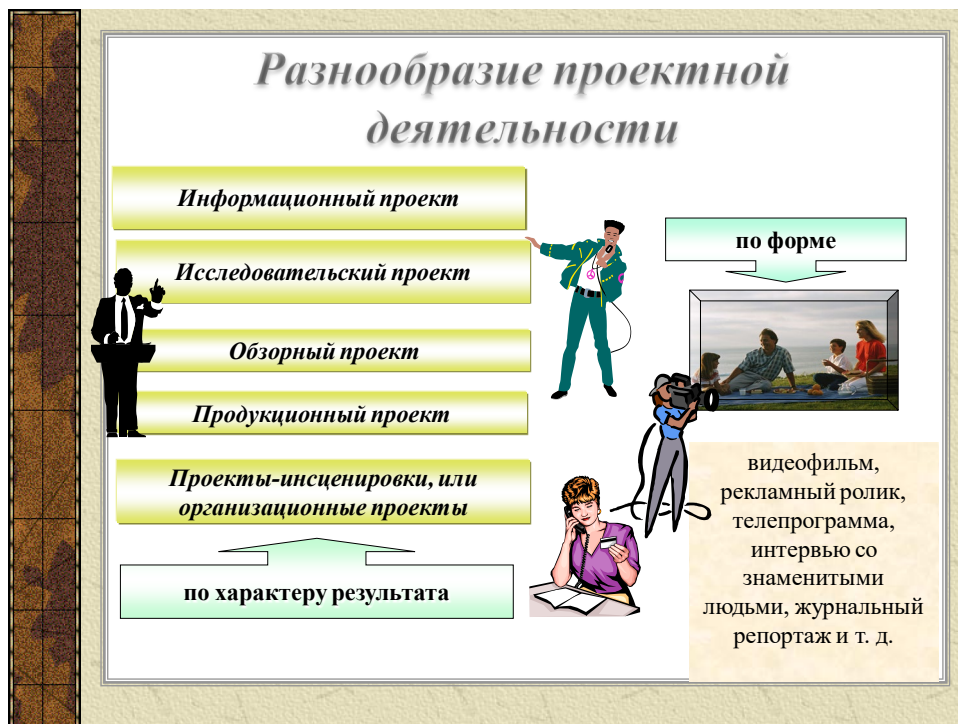 Разнообразие проектной
деятельности
Информационный проект
Исследовательский проект
Обзорный проект
Продукционный проект
Проекты-инсценировки, или
организационные проекты
по характеру результата
по форме
видеофильм,
рекламный ролик,
телепрограмма,
интервью со
знаменитыми
людьми, журнальный
репортаж и т. д.